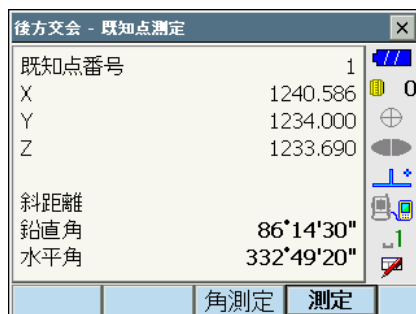 後方交会 - 既知点測定
既知点番号 1
X 1240.586
Y 1234.000
Z 1233.690
斜距離
鉛直角 86°14'30"
水平角 332°49'20"
0
1
角測定 測定